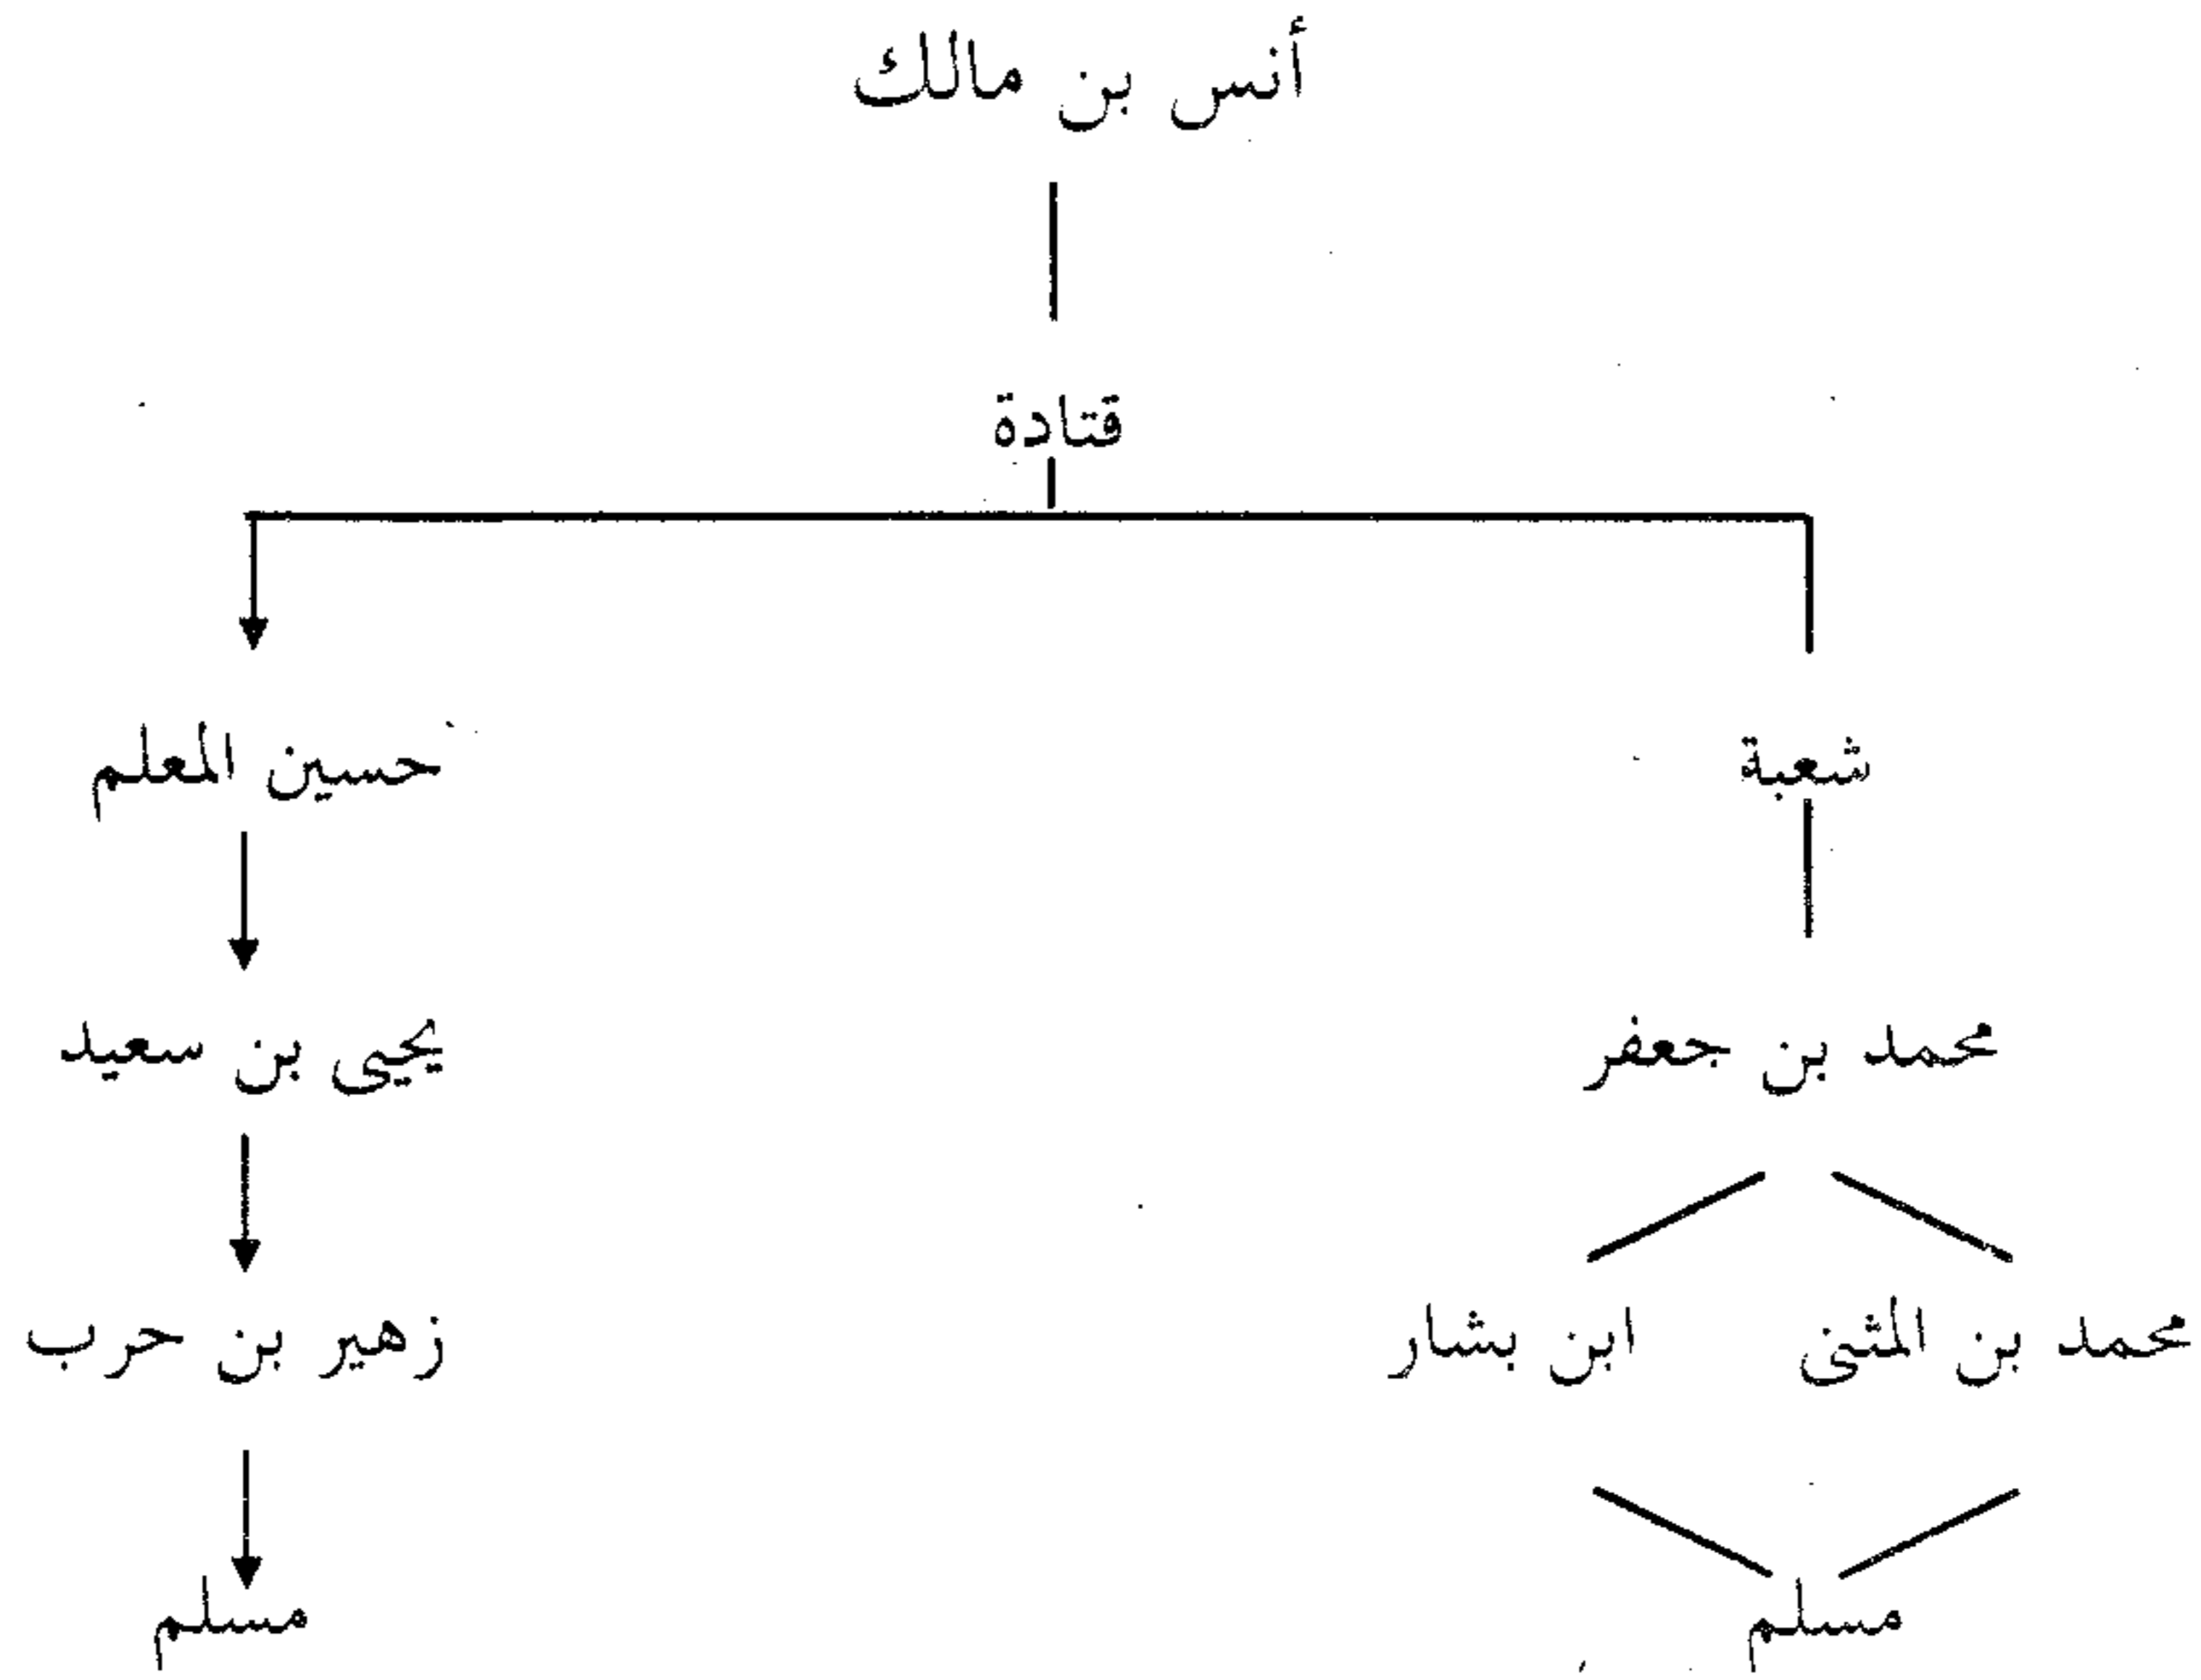 أنس بن مالك
قتادة
شعبة
حسين المعلم
محمد بن جعفر
يحيى بن سعيد
محمد بن المثنى
ابن بشار
زهير بن حرب
مسلم
مسلم